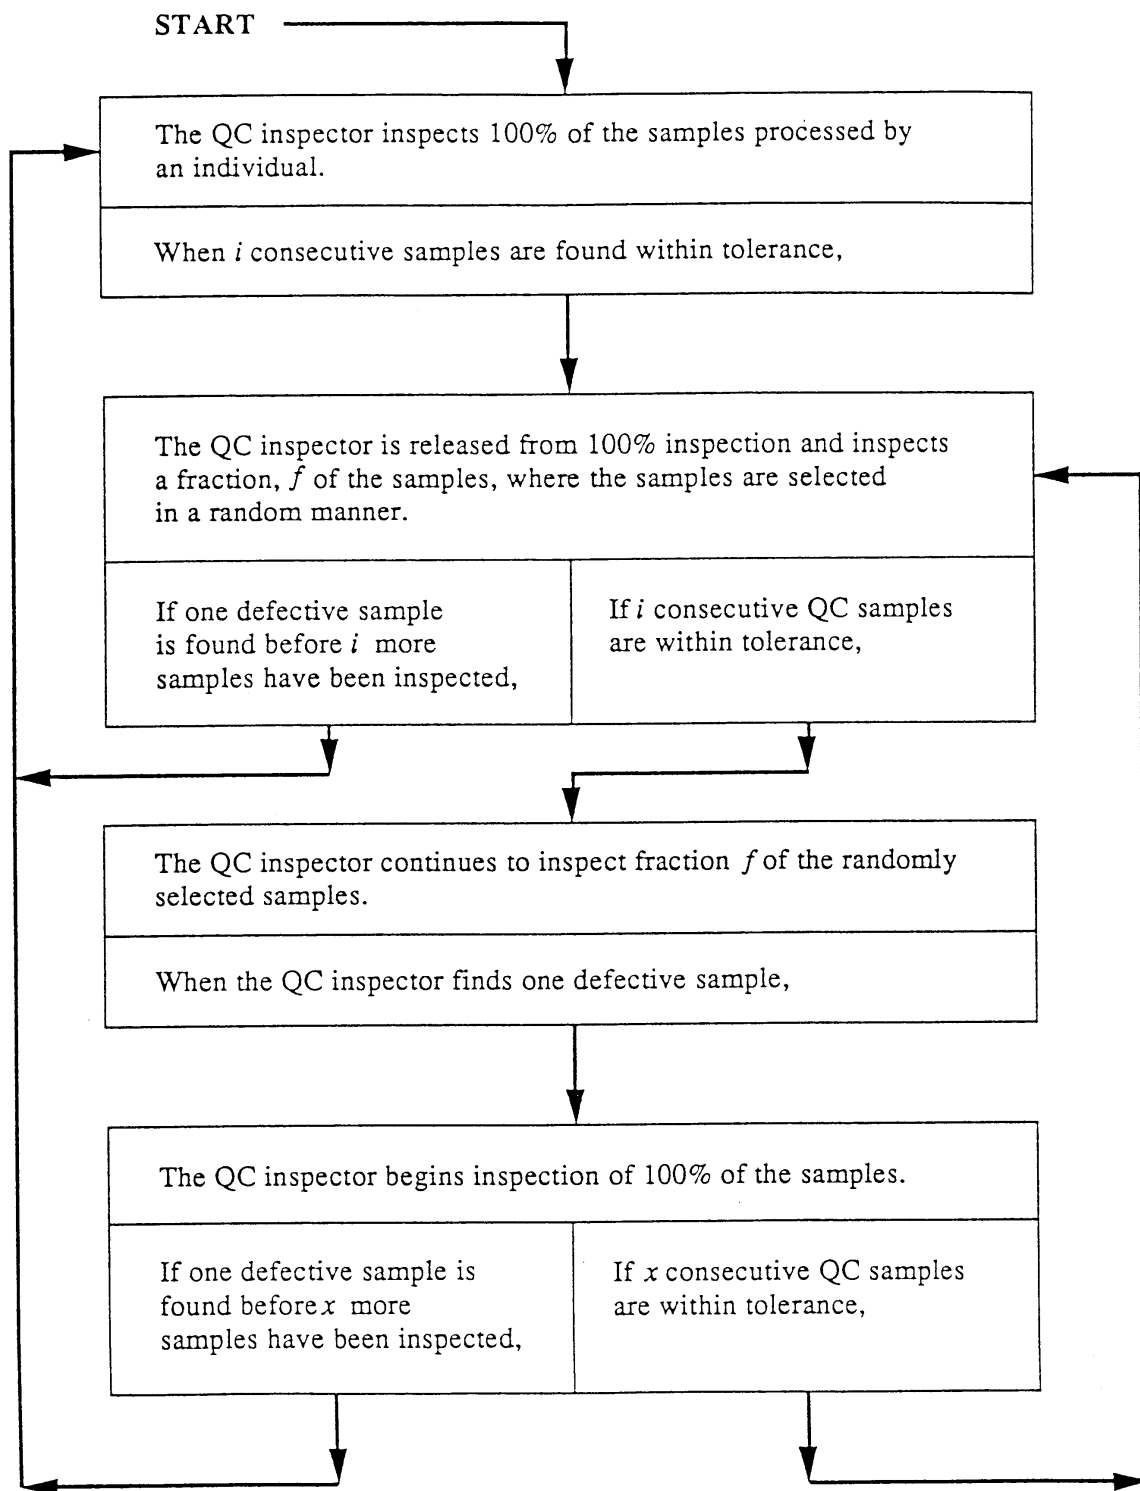 START
The QC inspector inspects 100% of the samples processed by
an individual.
When i consecutive samples are found within tolerance,
The QC inspector is released from 100% inspection and inspects
a fraction, f of the samples, where the samples are selected
in a random manner.
If one defective sample
is found before i more
samples have been inspected,
If i consecutive QC samples
are within tolerance,
The QC inspector continues to inspect fraction f of the randomly
selected samples.
When the QC inspector finds one defective sample,
The QC inspector begins inspection of 100% of the samples.
If one defective sample is
found before x more
samples have been inspected,
If x consecutive QC samples
are within tolerance,